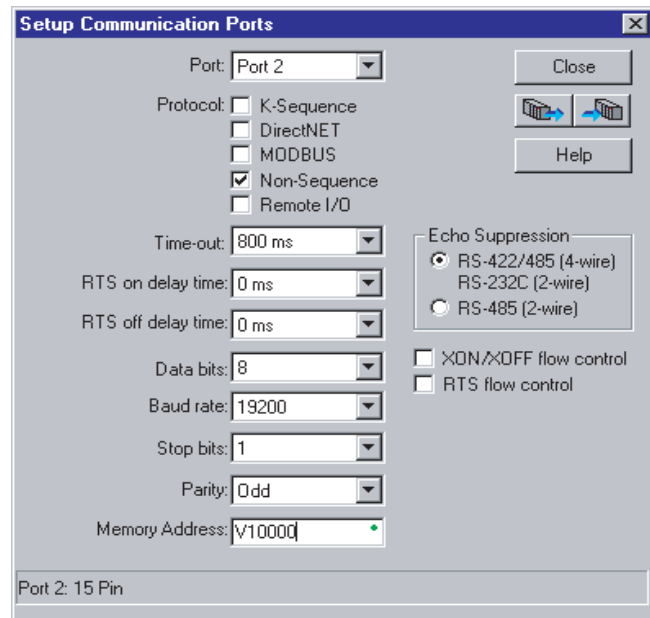 Setup Communication Ports
Port: Port 2
Close
Protocol: K-Sequence
DirectNET
MODBUS
Help
Non-Sequence
Remote I/O
Time-out: 800 ms
Echo Suppression
RS-422/485 (4-wire)
RS-232C (2-wire)
RTS on delay time: 0 ms
RS-485 (2-wire)
RTS off delay time: 0 ms
XON/XOFF flow control
Data bits: 8
RTS flow control
Baud rate: 19200
Stop bits: 1
Parity: Odd
Memory Address: V10000
Port 2: 15 Pin